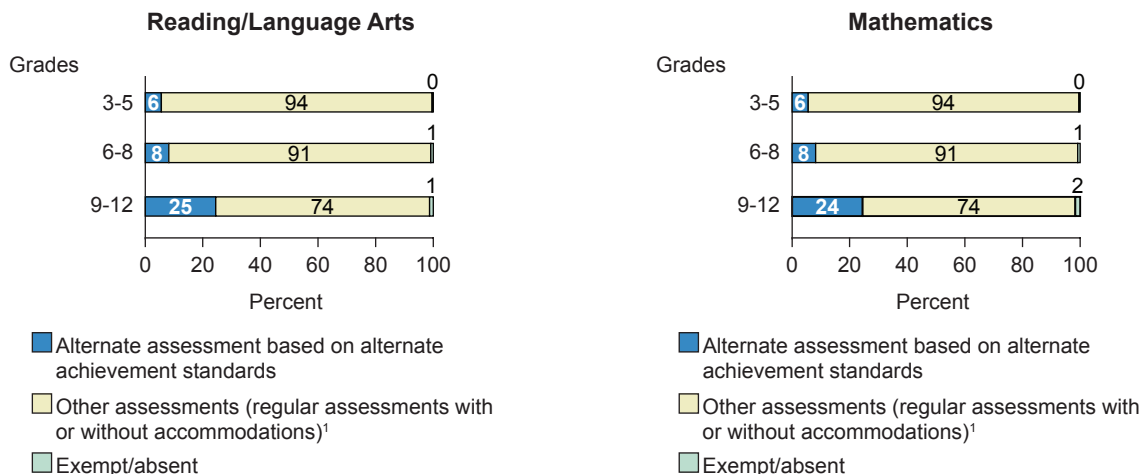 Reading/Language Arts
Grades
0
3-5
6
94
1
6-8
8
91
1
9-12
25
74
0 20 40 60 80 100
Percent
Alternate assessment based on alternate
achievement standards
Other assessments (regular assessments with
or without accommodations)¹
Exempt/absent
Mathematics
Grades
0
3-5
6
94
1
6-8
8
91
2
9-12
24
74
0 20 40 60 80 100
Percent
Alternate assessment based on alternate
achievement standards
Other assessments (regular assessments with
or without accommodations)¹
Exempt/absent